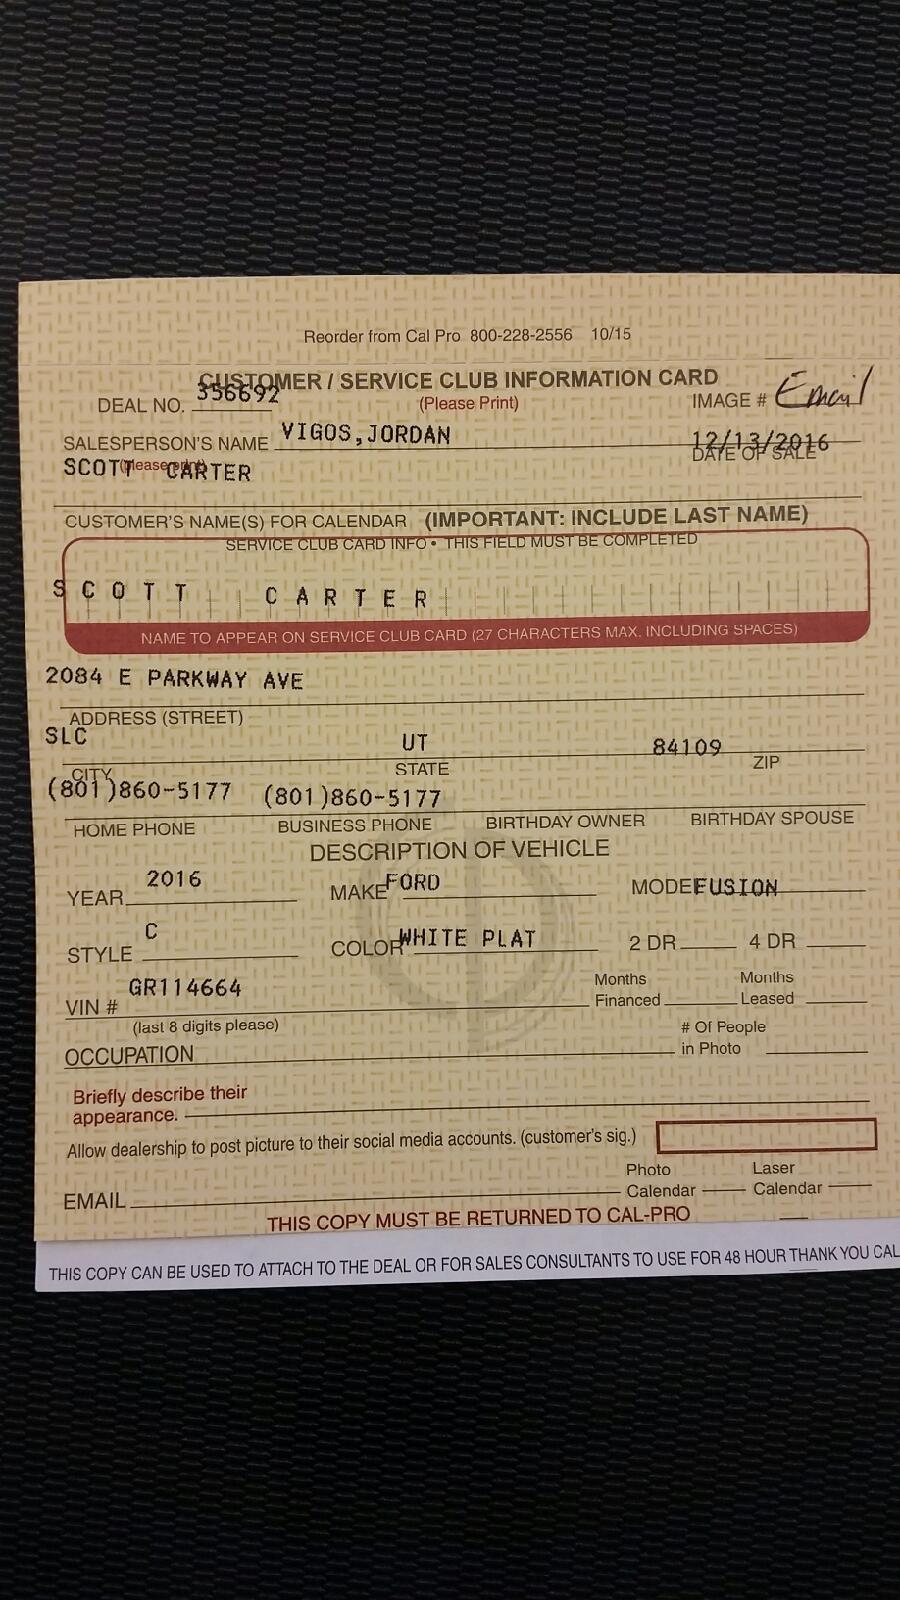 Reorder from Cal Pro 800-228-2556 10/15
CUSTOMER / SERVICE CLUB INFORMATION CARD
DEAL NO. 356692 (Please Print) IMAGE # Email
SALESPERSON'S NAME VIGOS,JORDAN 12/13/2016
(please print) DATE OF SALE
SCOTT CARTER
CUSTOMER'S NAME(S) FOR CALENDAR (IMPORTANT: INCLUDE LAST NAME)
SERVICE CLUB CARD INFO • THIS FIELD MUST BE COMPLETED
SCOTT CARTER
NAME TO APPEAR ON SERVICE CLUB CARD (27 CHARACTERS MAX. INCLUDING SPACES)
2084 E PARKWAY AVE
ADDRESS (STREET)
SLC UT 84109
CITY STATE ZIP
(801)860-5177 (801)860-5177
HOME PHONE BUSINESS PHONE BIRTHDAY OWNER BIRTHDAY SPOUSE
DESCRIPTION OF VEHICLE
YEAR 2016 MAKE FORD MODEL FUSION
STYLE C COLOR WHITE PLAT 2 DR 4 DR
VIN # GR114664 Months Financed Months Leased
(last 8 digits please)
OCCUPATION # Of People in Photo
Briefly describe their
appearance.
Allow dealership to post picture to their social media accounts. (customer's sig.)
EMAIL Photo Calendar Laser Calendar
THIS COPY MUST BE RETURNED TO CAL-PRO
THIS COPY CAN BE USED TO ATTACH TO THE DEAL OR FOR SALES CONSULTANTS TO USE FOR 48 HOUR THANK YOU CAL